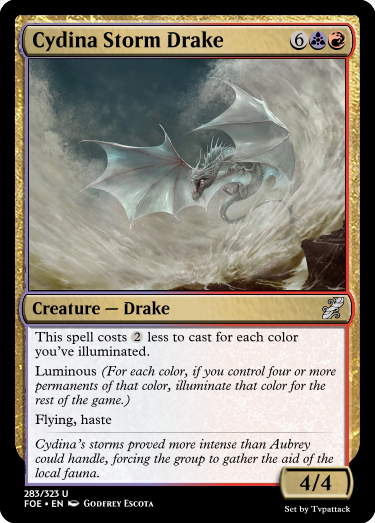 Cydina Storm Drake 6
Creature — Drake
This spell costs 2 less to cast for each color
you've illuminated.
Luminous (For each color, if you control four or more
permanents of that color, illuminate that color for the
rest of the game.)
Flying, haste
Cydina's storms proved more intense than Aubrey
could handle, forcing the group to gather the aid of the
local fauna.
4/4
283/323 U
FOE • EN Godfrey Escota
Set by Tvpattack